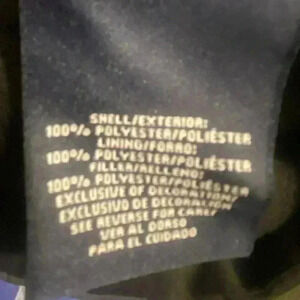 SHELL/EXTERIOR:
100% POLYESTER/POLIÉSTER
LINING/FORRO:
100% POLYESTER/POLIÉSTER
FILLER/RELLENO:
100% POLYESTER/POLIÉSTER
EXCLUSIVE OF DECORATION/
EXCLUSIVO DE DECORACIÓN
SEE REVERSE FOR CARE/
VER AL DORSO
PARA EL CUIDADO